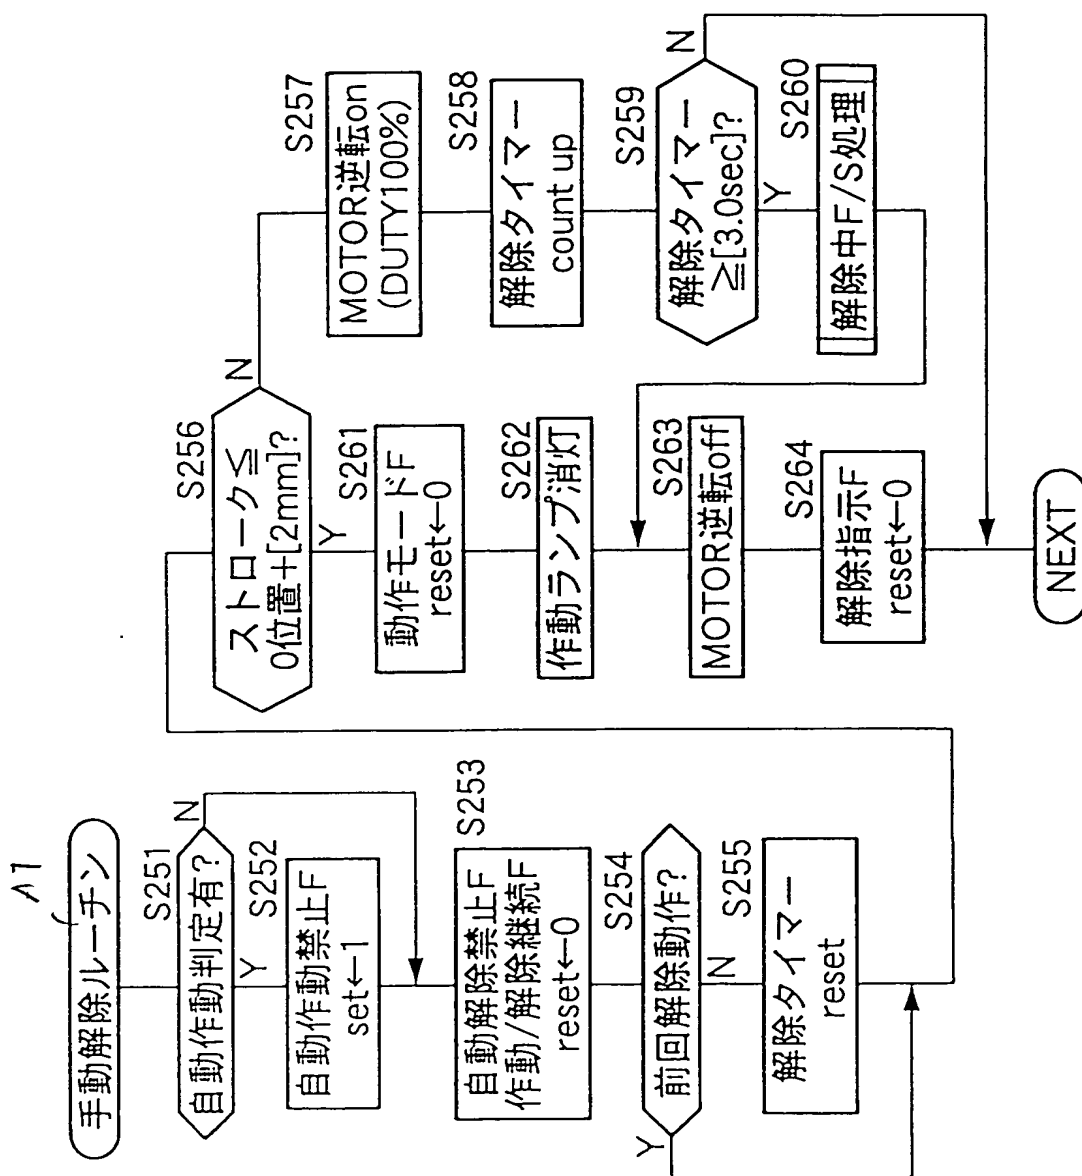 手動解除ルーチン
S251
自動作動判定有?
N
Y
S252
自動作動禁止F
set←1
S253
自動解除禁止F
作動/解除継続F
reset←0
S254
前回解除動作?
Y
N
S255
解除タイマー
reset
S256
ストローク≦
0位置+[2mm]?
N
Y
S257
MOTOR逆転on
(DUTY100%)
S258
解除タイマー
count up
S259
解除タイマー
≧[3.0sec]?
N
Y
S260
解除中F/S処理
S261
動作モードF
reset←0
S262
作動ランプ消灯
S263
MOTOR逆転off
S264
解除指示F
reset←0
NEXT